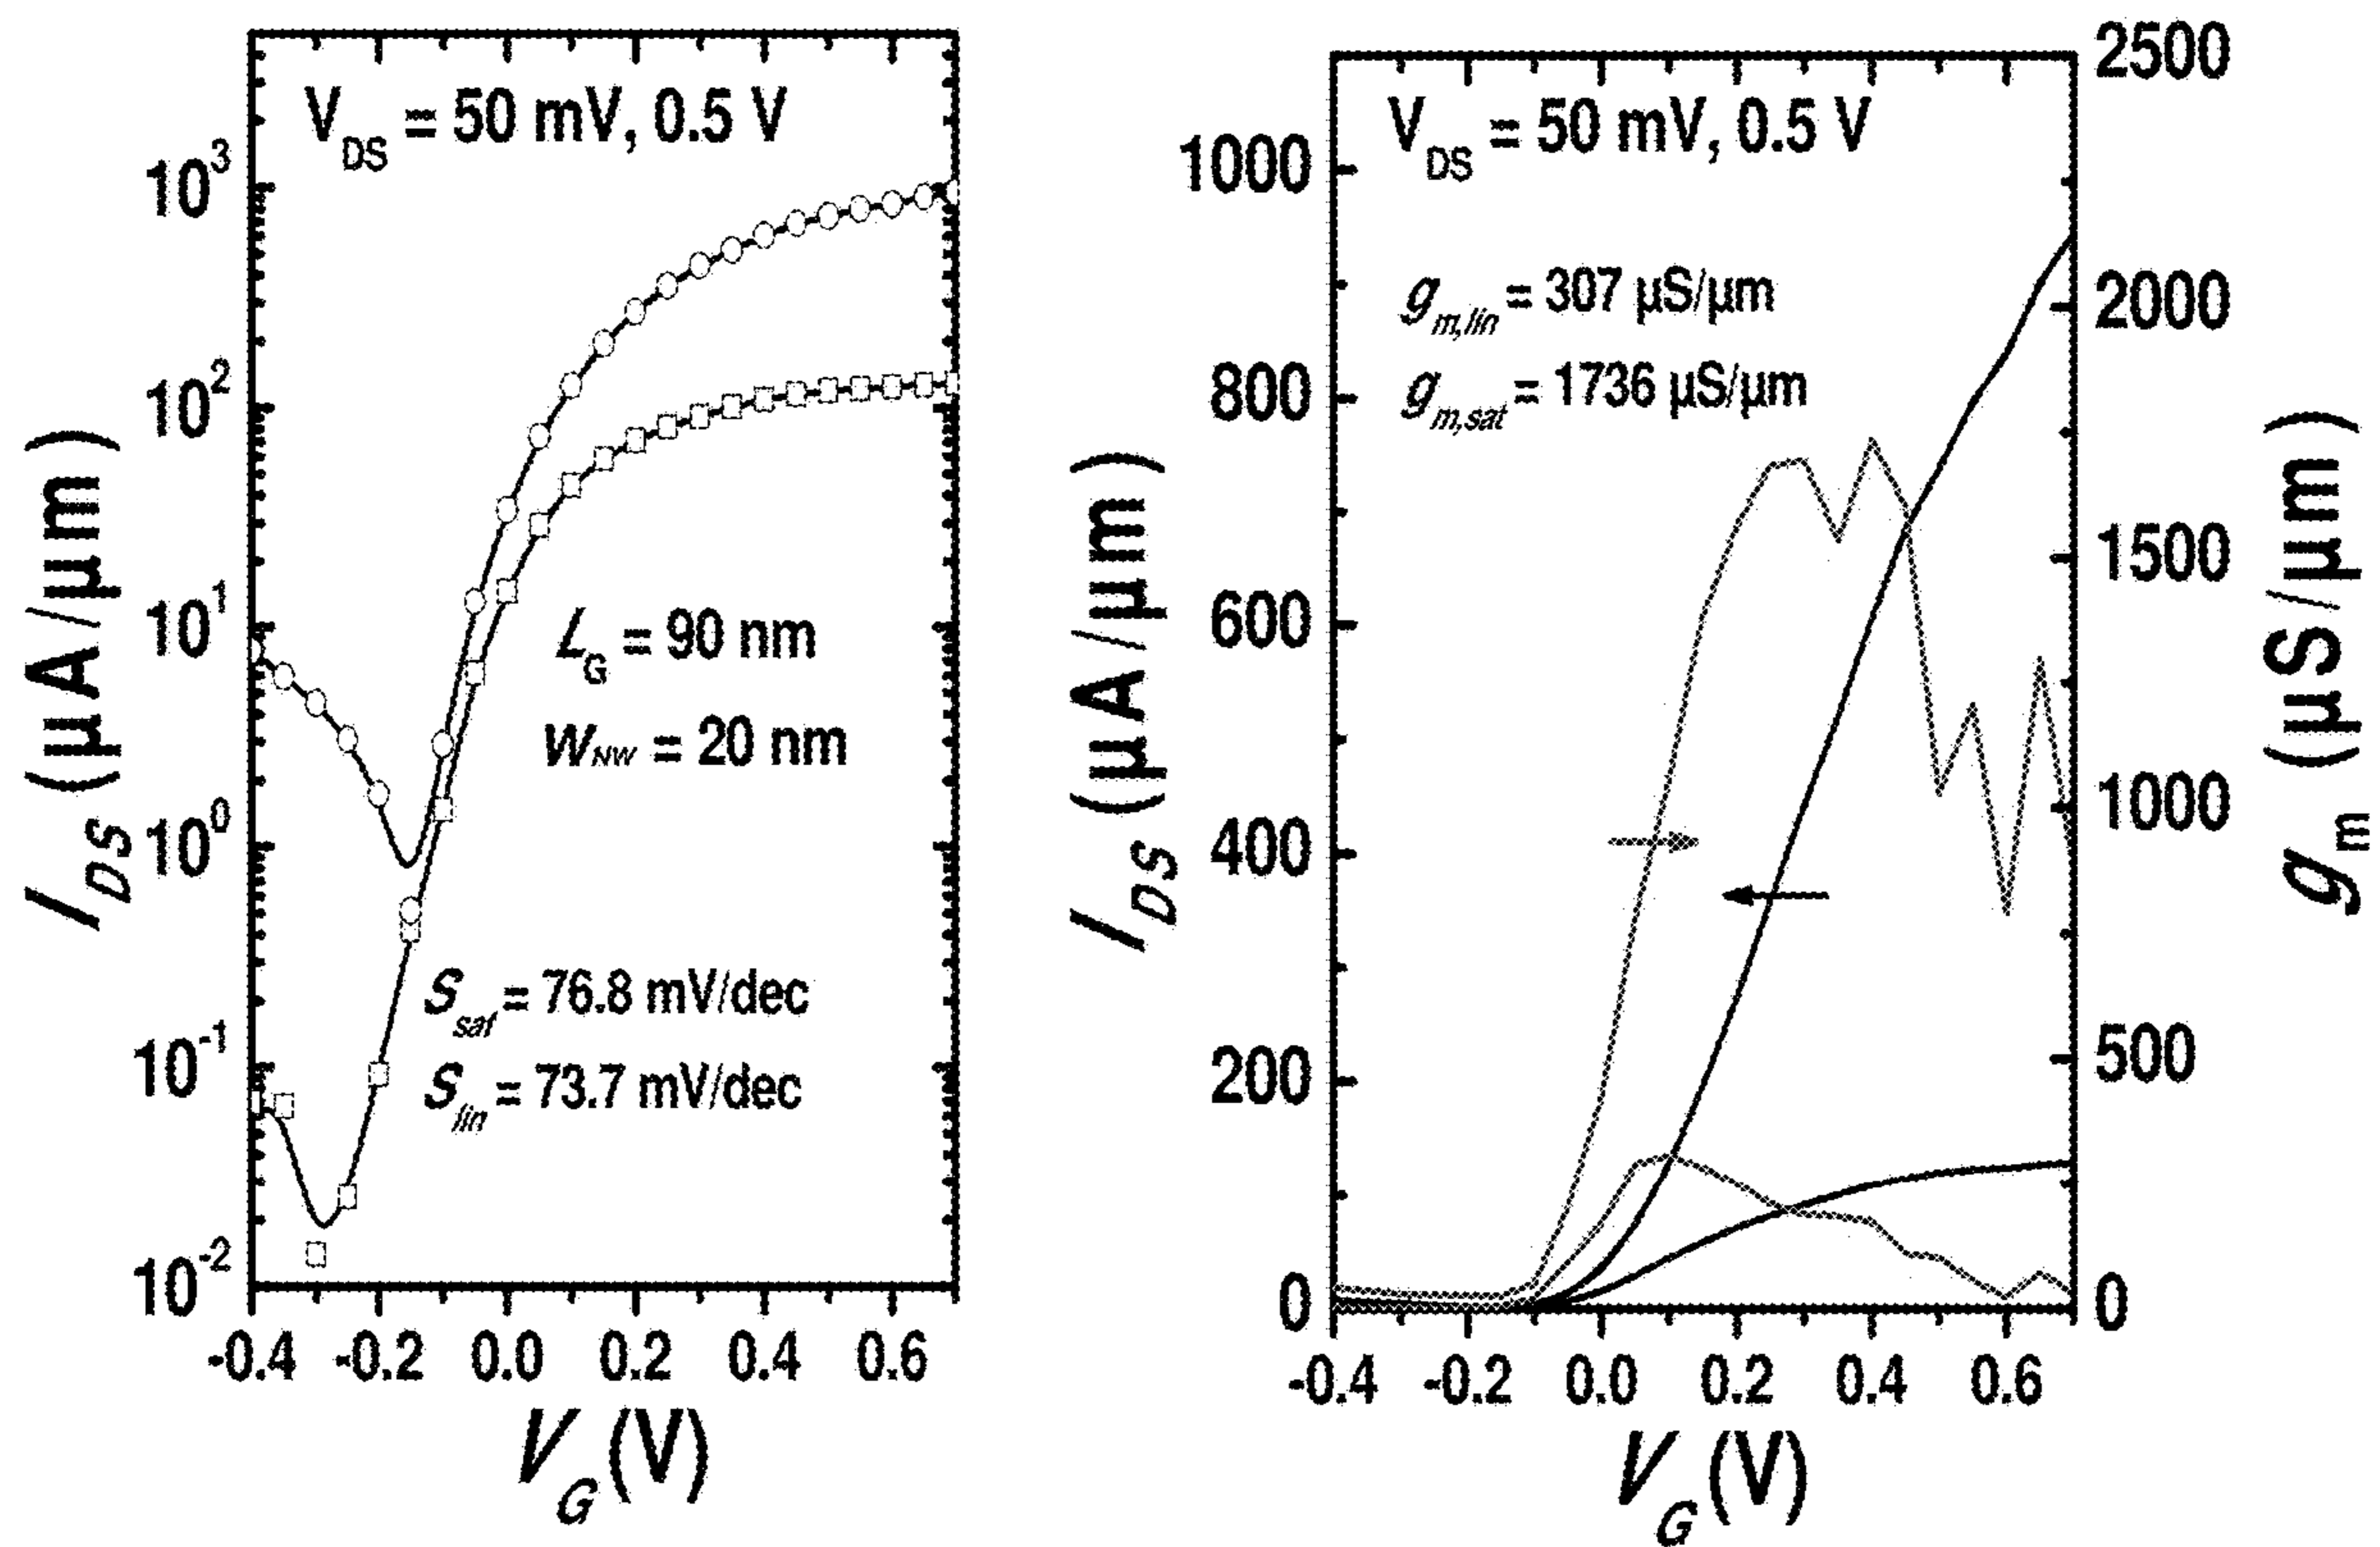 V_DS = 50 mV, 0.5 V
10^3
10^2
10^1
10^0
10^-1
10^-2
I_DS (µA/µm)
L_G = 90 nm
W_NW = 20 nm
S_sat = 76.8 mV/dec
S_lin = 73.7 mV/dec
-0.4 -0.2 0.0 0.2 0.4 0.6
V_G (V)
V_DS = 50 mV, 0.5 V
g_m,lin = 307 µS/µm
g_m,sat = 1736 µS/µm
1000
800
600
400
200
0
I_DS (µA/µm)
2500
2000
1500
1000
500
0
g_m (µS/µm)
-0.4 -0.2 0.0 0.2 0.4 0.6
V_G (V)